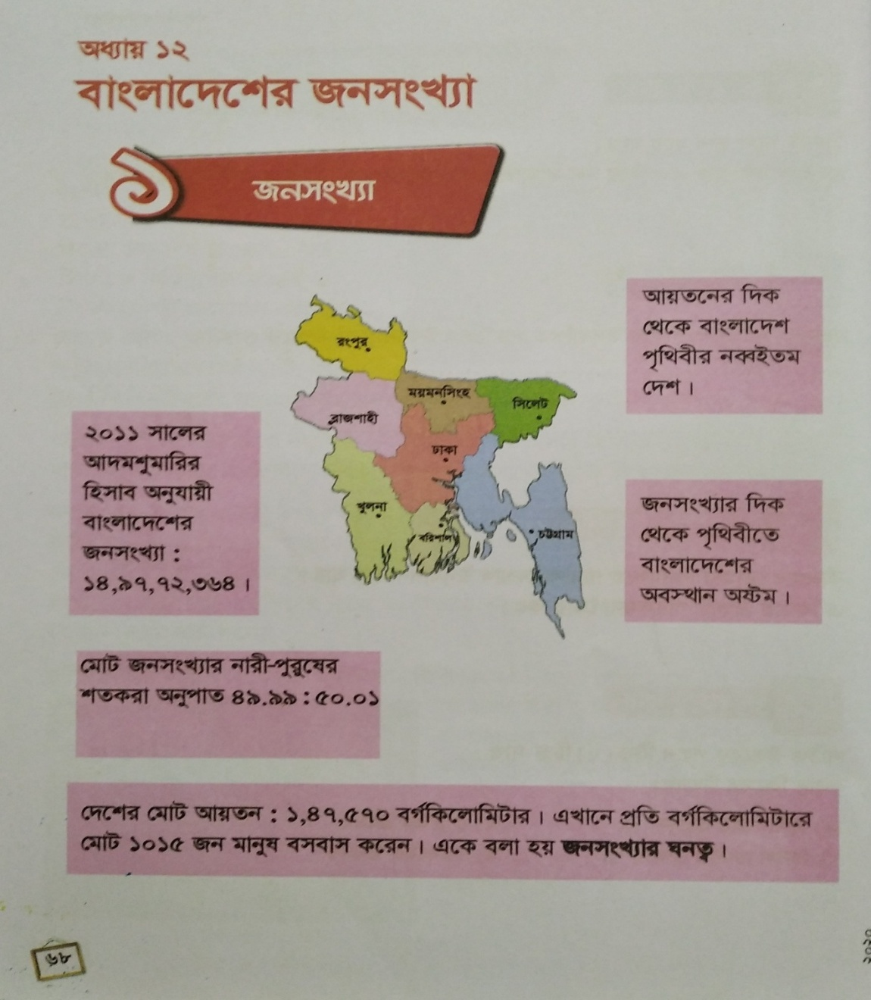 অধ্যায় ১২
বাংলাদেশের জনসংখ্যা
১
জনসংখ্যা
আয়তনের দিক
থেকে বাংলাদেশ
পৃথিবীর নব্বইতম
দেশ।
রংপুর
ময়মনসিংহ
সিলেট
রাজশাহী
ঢাকা
খুলনা
বরিশাল
চট্টগ্রাম
২০১১ সালের
আদমশুমারির
হিসাব অনুযায়ী
বাংলাদেশের
জনসংখ্যা :
১৪,৯৭,৭২,৩৬৪।
জনসংখ্যার দিক
থেকে পৃথিবীতে
বাংলাদেশের
অবস্থান অষ্টম।
মোট জনসংখ্যার নারী-পুরুষের
শতকরা অনুপাত ৪৯.৯৯ : ৫০.০১
দেশের মোট আয়তন : ১,৪৭,৫৭০ বর্গকিলোমিটার। এখানে প্রতি বর্গকিলোমিটারে
মোট ১০১৫ জন মানুষ বসবাস করেন। একে বলা হয় জনসংখ্যার ঘনত্ব।
৬৮